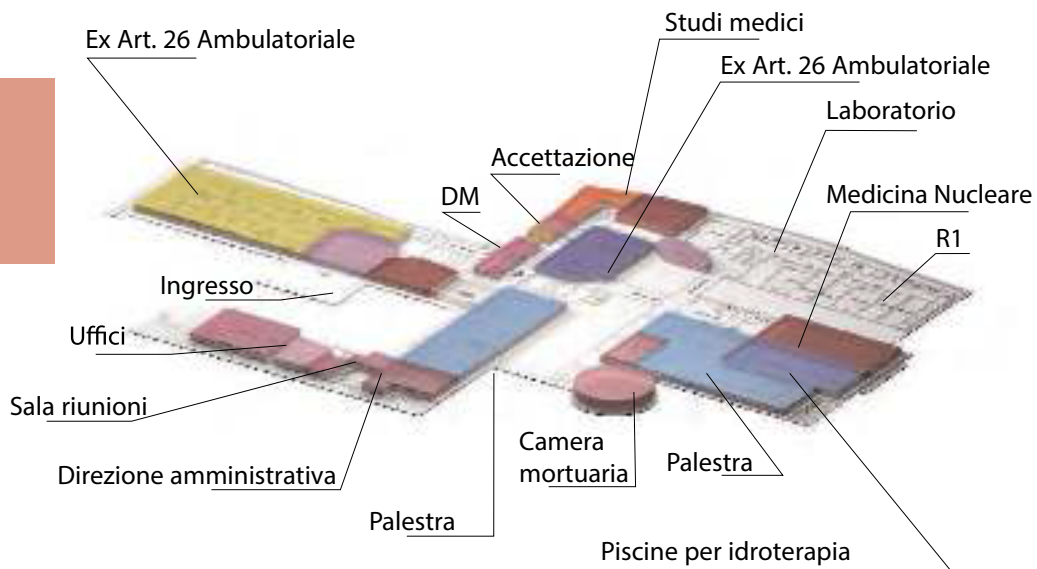 Studi medici
Ex Art. 26 Ambulatoriale
Ex Art. 26 Ambulatoriale
Laboratorio
Accettazione
DM
Medicina Nucleare
R1
Ingresso
Uffici
Sala riunioni
Direzione amministrativa
Camera
mortuaria
Palestra
Palestra
Piscine per idroterapia